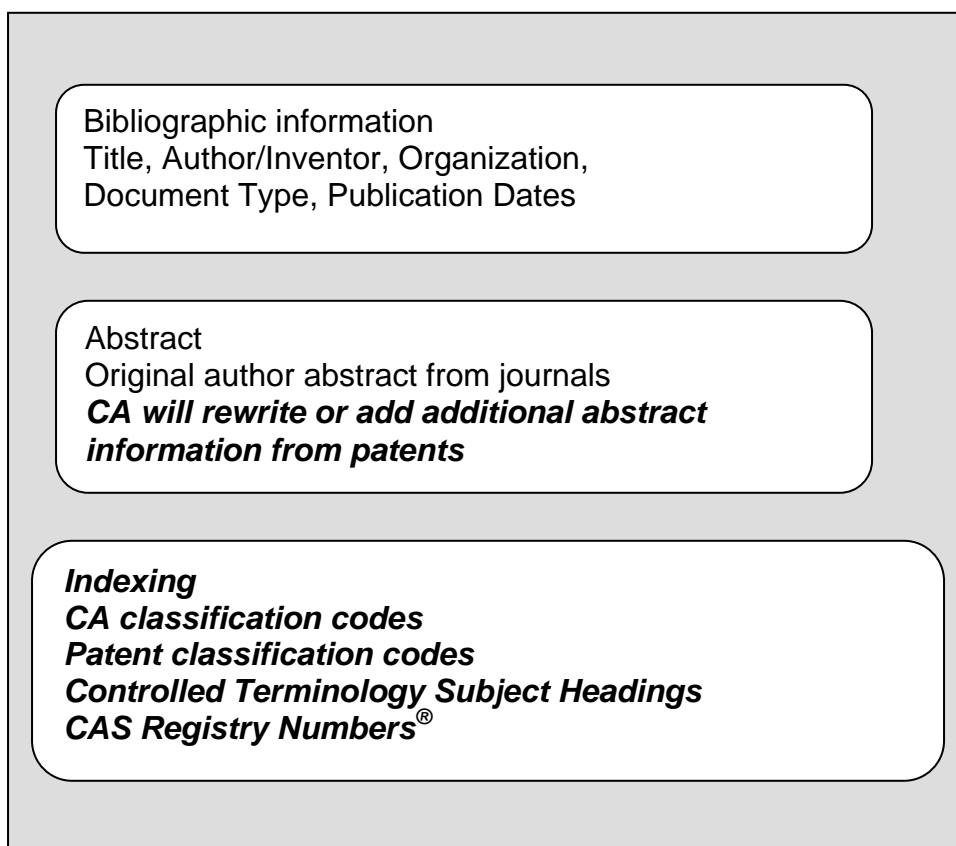 Bibliographic information
Title, Author/Inventor, Organization,
Document Type, Publication Dates
Abstract
Original author abstract from journals
CA will rewrite or add additional abstract
information from patents
Indexing
CA classification codes
Patent classification codes
Controlled Terminology Subject Headings
CAS Registry Numbers®